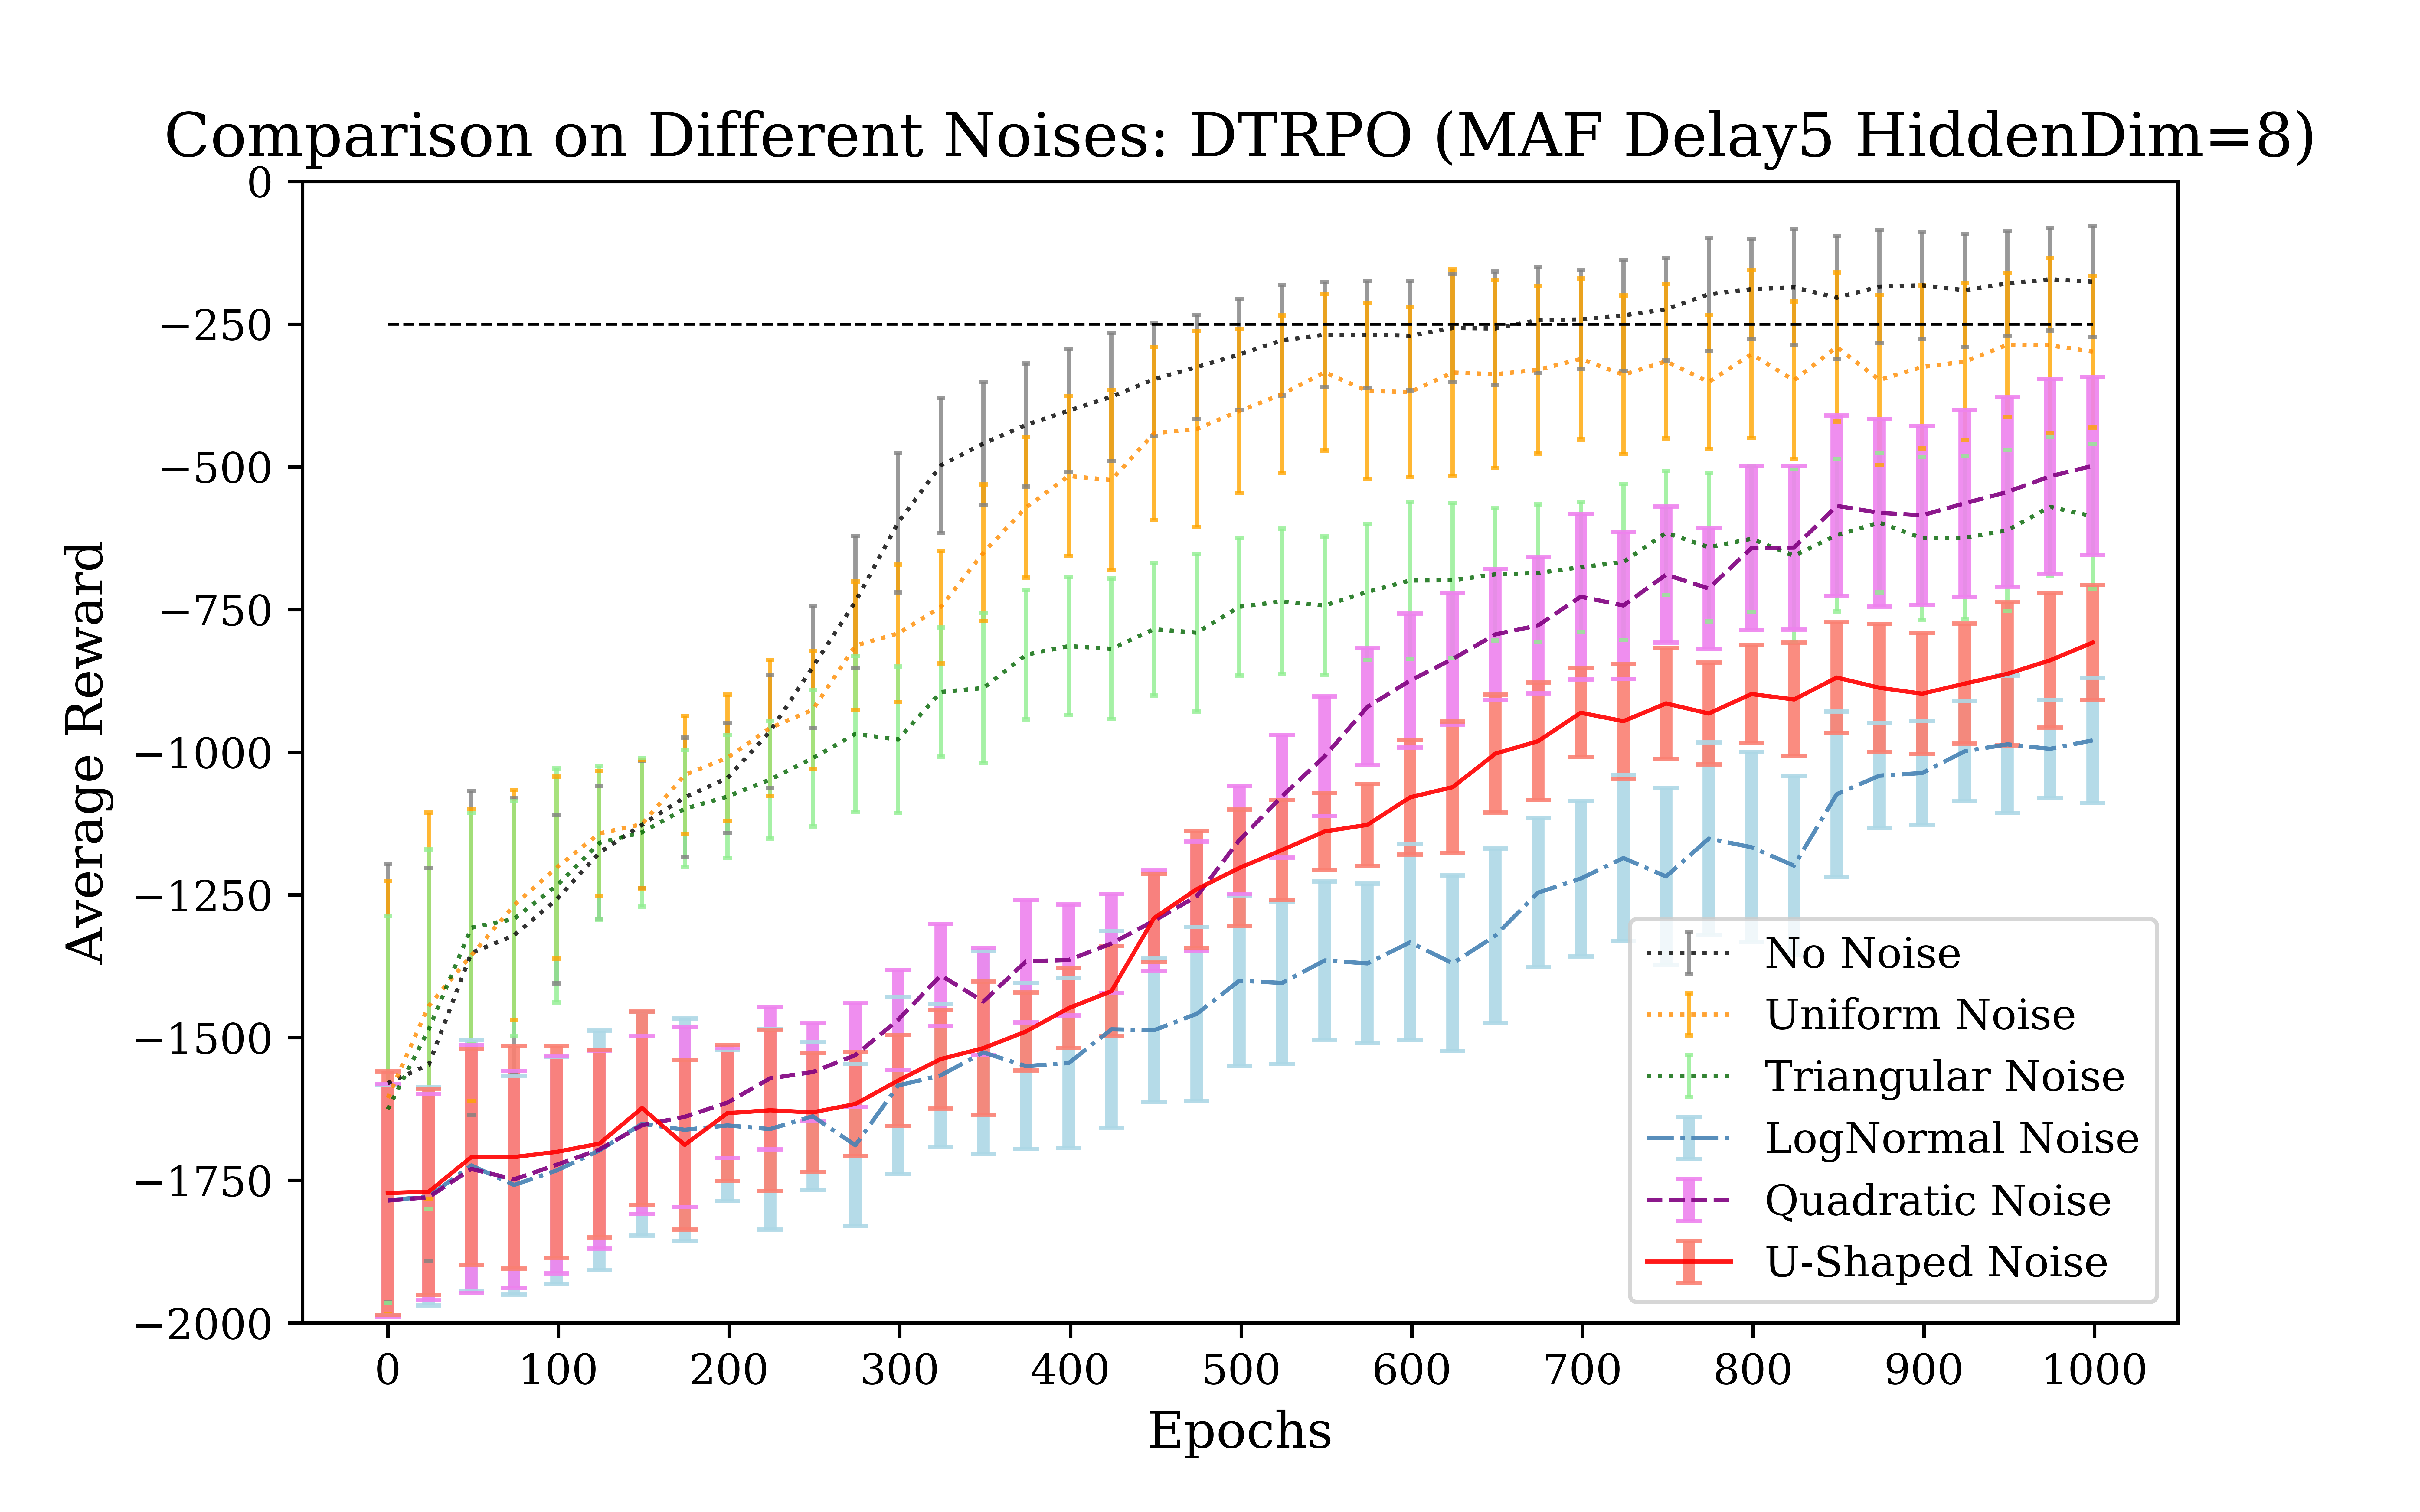 Comparison on Different Noises: DTRPO (MAF Delay5 HiddenDim=8)
0
−250
−500
−750
−1000
−1250
−1500
−1750
−2000
Average Reward
0 100 200 300 400 500 600 700 800 900 1000
Epochs
No Noise
Uniform Noise
Triangular Noise
LogNormal Noise
Quadratic Noise
U-Shaped Noise